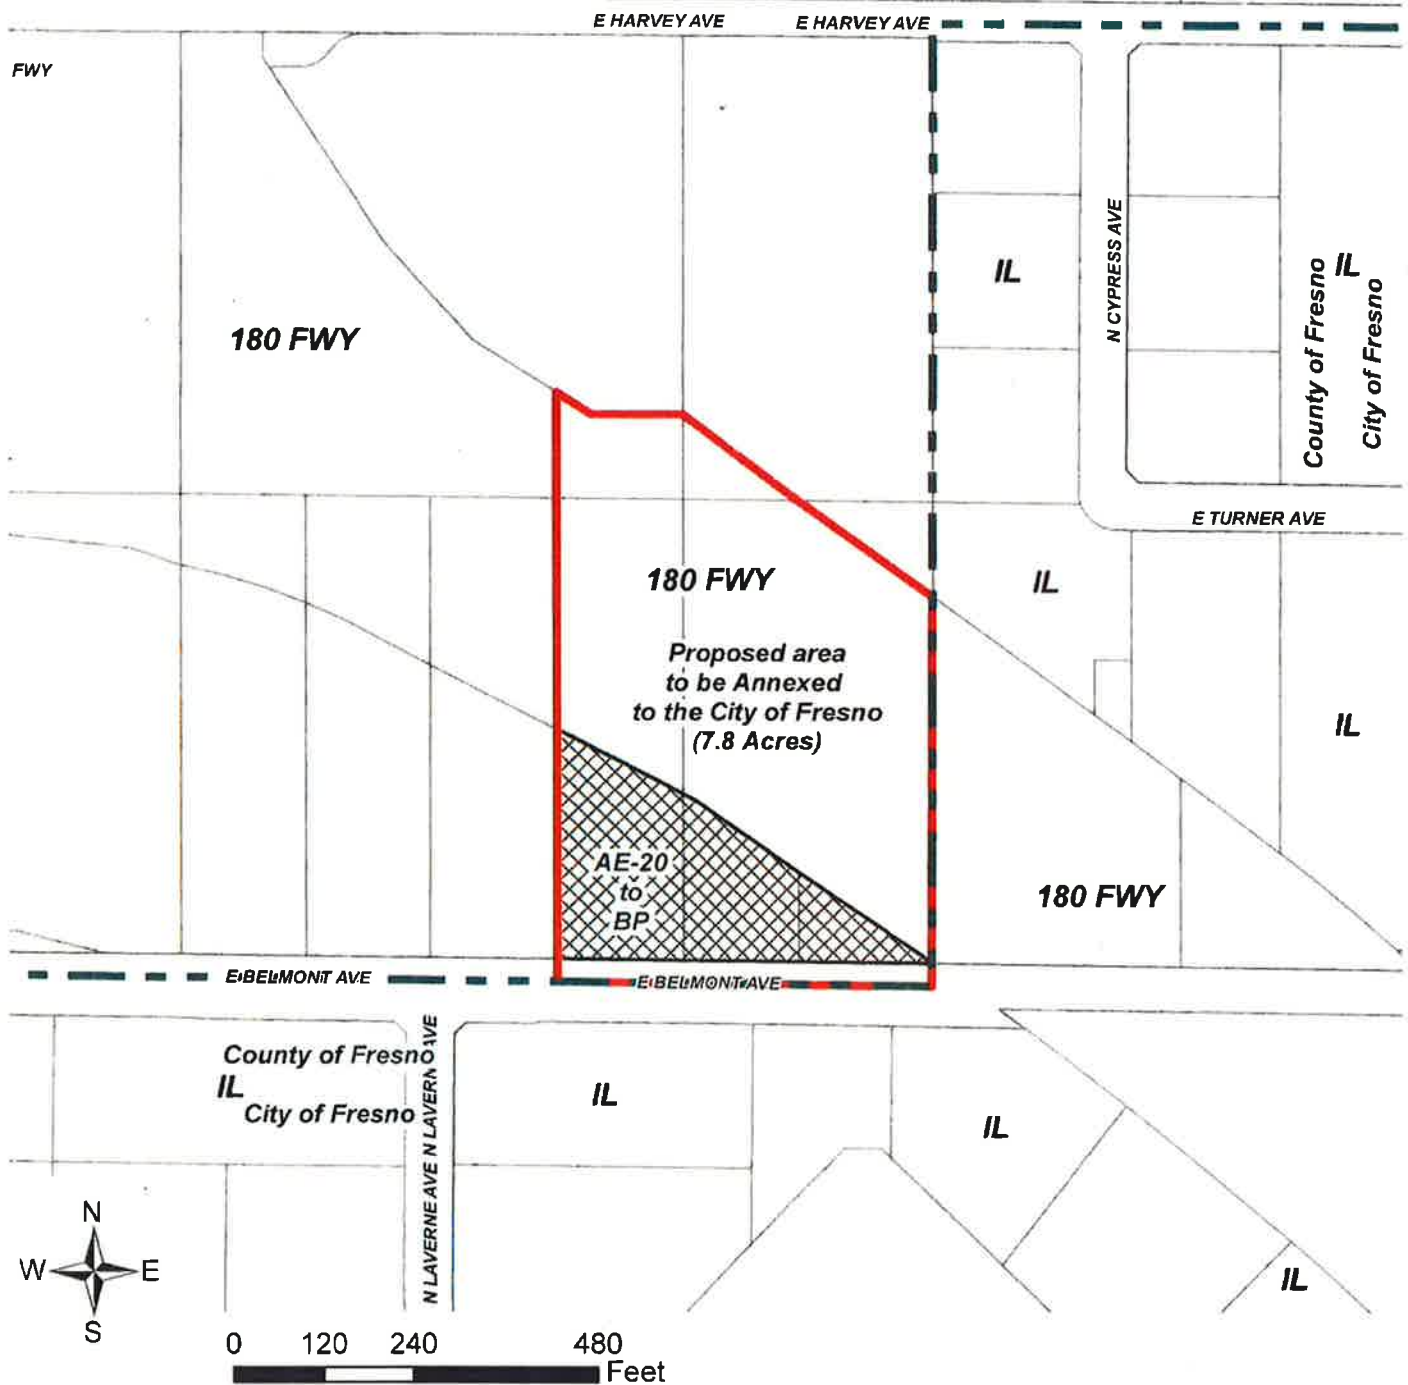 E HARVEY AVE
E HARVEY AVE
FWY
N CYPRESS AVE
IL
County of Fresno
IL
City of Fresno
180 FWY
E TURNER AVE
180 FWY
IL
Proposed area
to be Annexed
to the City of Fresno
(7.8 Acres)
IL
AE-20
to
BP
180 FWY
E BELMONT AVE
E BELMONT AVE
County of Fresno
IL
City of Fresno
N LAVERNE AVE
N LAVERNE AVE
IL
IL
IL
N
W
E
S
0 120 240 480
Feet